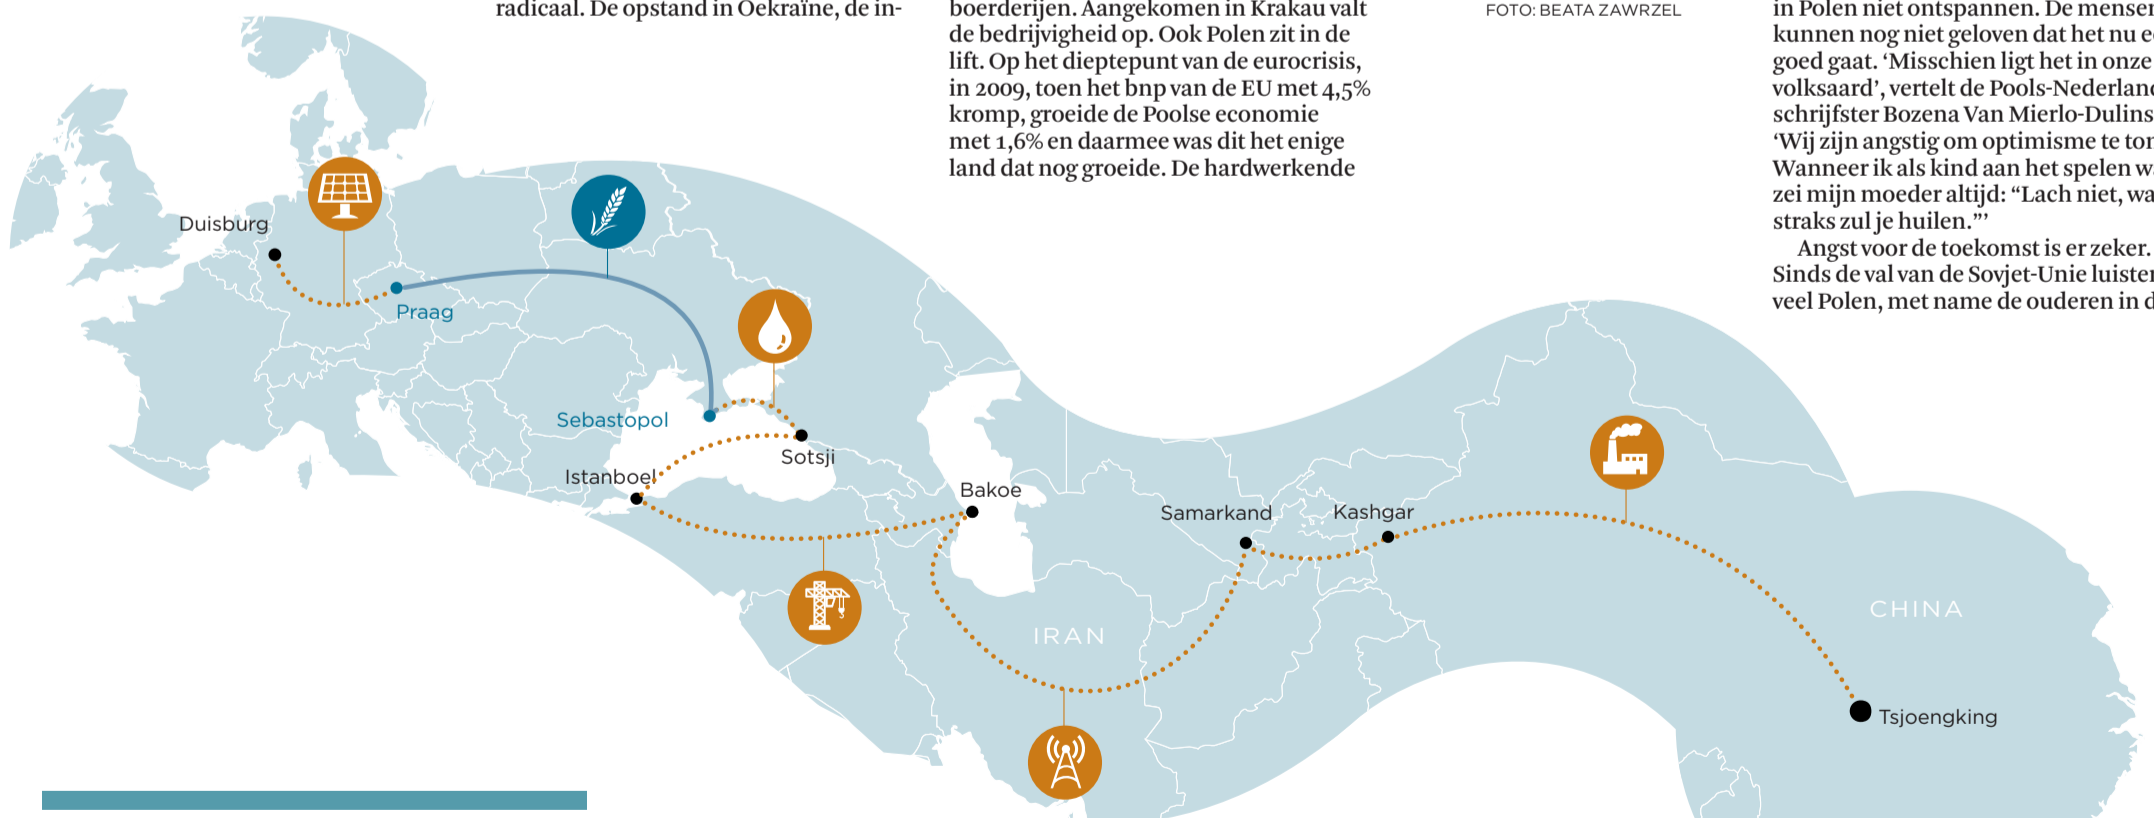 radicaal. De opstand in Oekraïne, de in-
boerderijen. Aangekomen in Krakau valt
de bedrijvigheid op. Ook Polen zit in de
lift. Op het dieptepunt van de eurocrisis,
in 2009, toen het bnp van de EU met 4,5%
kromp, groeide de Poolse economie
met 1,6% en daarmee was dit het enige
land dat nog groeide. De hardwerkende
FOTO: BEATA ZAWRZEL
in Polen niet ontspannen. De mensen
kunnen nog niet geloven dat het nu
goed gaat. ‘Misschien ligt het in onze
volksaard’, vertelt de Pools-Nederland
schrijfster Bozena Van Mierlo-Dulins
‘Wij zijn angstig om optimisme te ton
Wanneer ik als kind aan het spelen wa
zei mijn moeder altijd: “Lach niet, wa
straks zul je huilen.”’
Angst voor de toekomst is er zeker.
Sinds de val van de Sovjet-Unie luister
veel Polen, met name de ouderen in d
Duisburg
Praag
Sebastopol
Sotsji
Istanboel
Bakoe
Samarkand
Kashgar
IRAN
CHINA
Tsjoengking